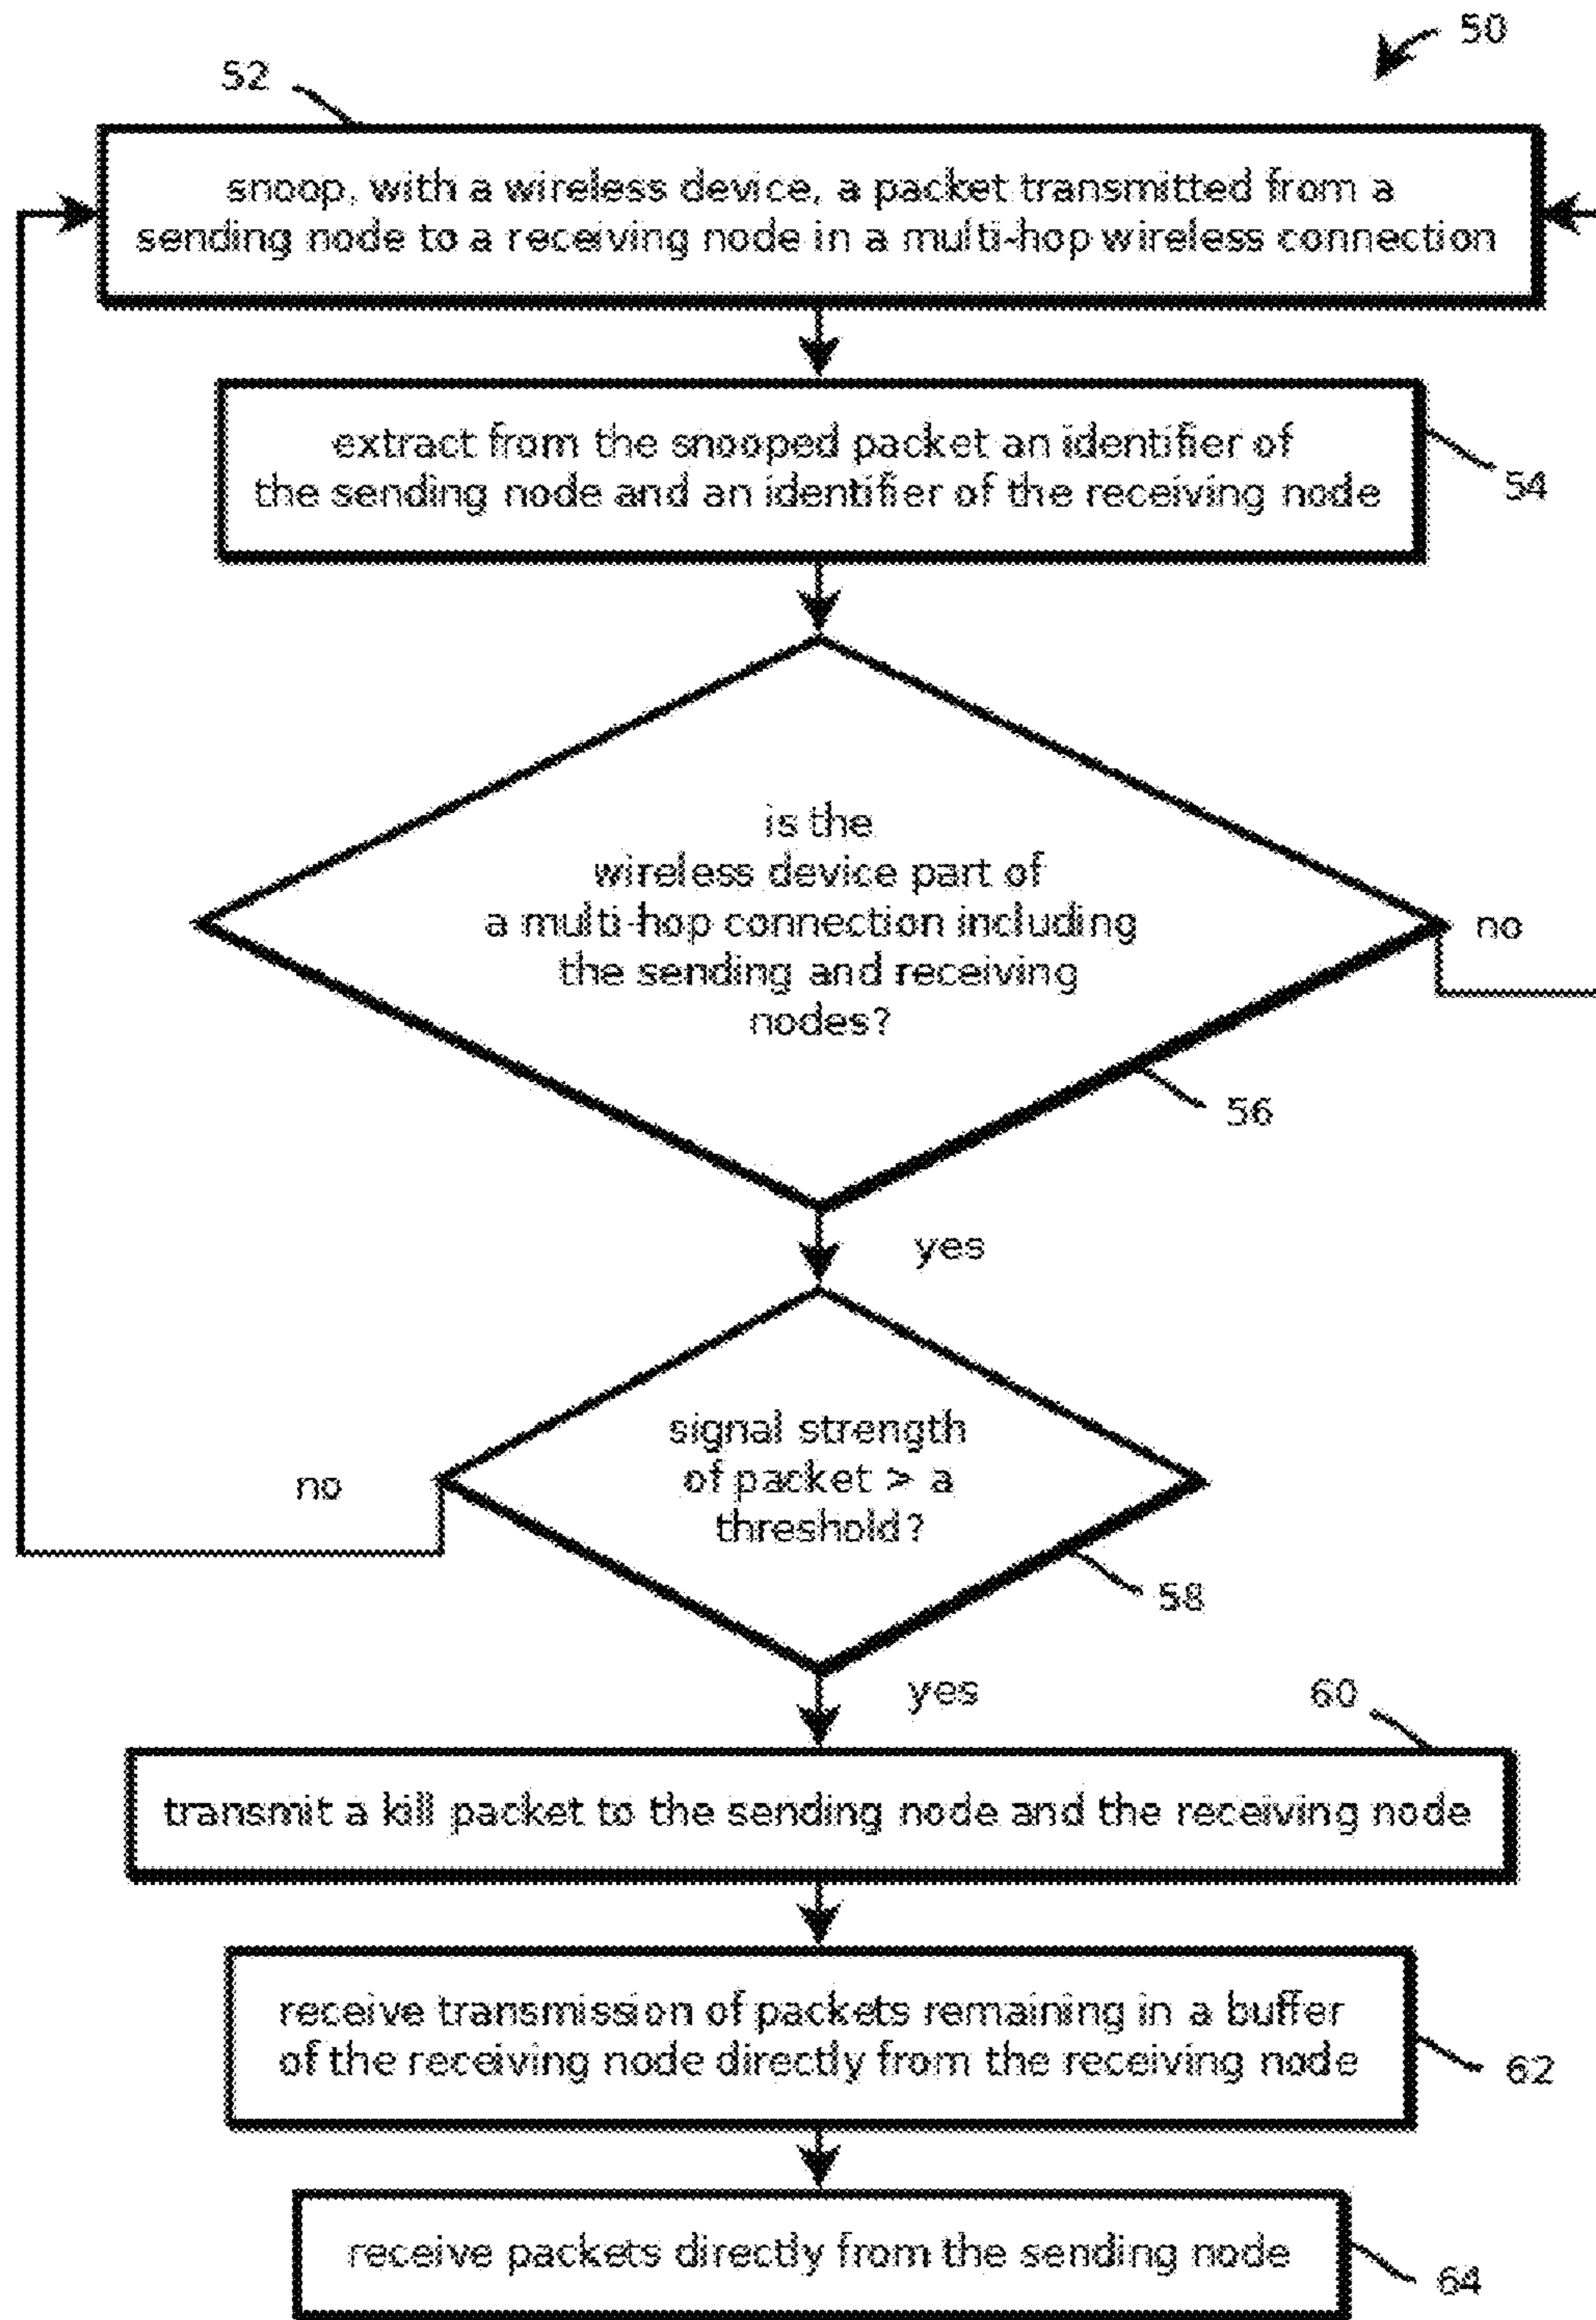 50
52
snoop, with a wireless device, a packet transmitted from a
sending node to a receiving node in a multi-hop wireless connection
extract from the snooped packet an identifier of
the sending node and an identifier of the receiving node
54
is the
wireless device part of
a multi-hop connection including
the sending and receiving
nodes?
no
56
yes
signal strength
of packet > a
threshold?
no
58
yes
60
transmit a kill packet to the sending node and the receiving node
receive transmission of packets remaining in a buffer
of the receiving node directly from the receiving node
62
receive packets directly from the sending node
64